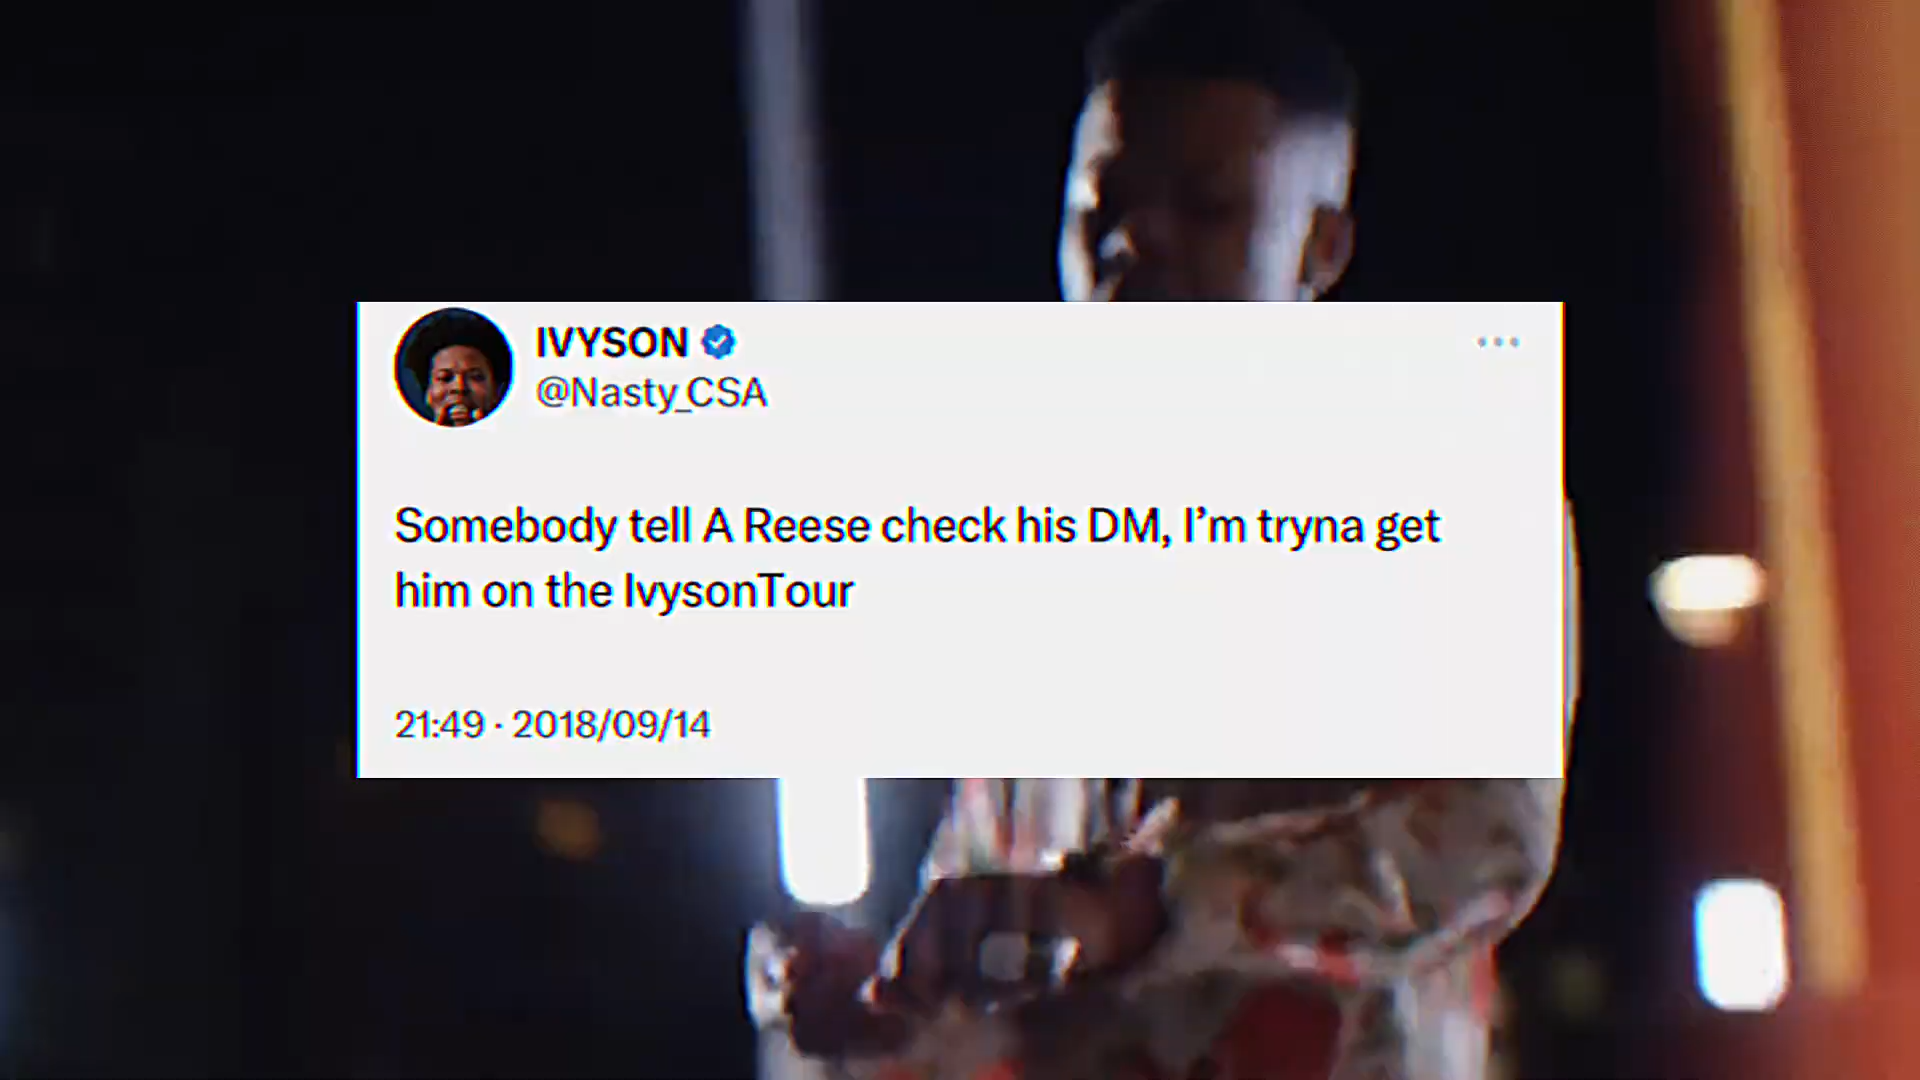 IVYSON
@Nasty_CSA
Somebody tell A Reese check his DM, I’m tryna get
him on the IvysonTour
21:49 · 2018/09/14